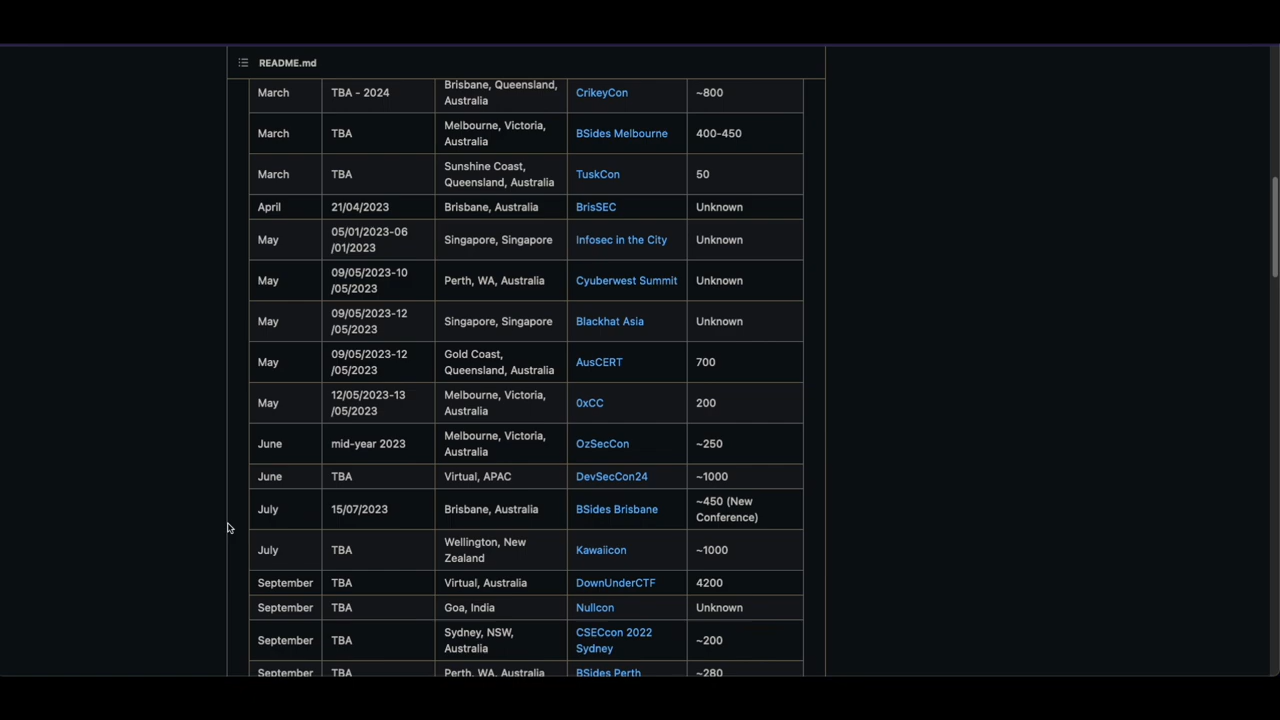 README.md
March TBA - 2024 Brisbane, Queensland, Australia CrikeyCon ~800
March TBA Melbourne, Victoria, Australia BSides Melbourne 400-450
March TBA Sunshine Coast, Queensland, Australia TuskCon 50
April 21/04/2023 Brisbane, Australia BrisSEC Unknown
May 05/01/2023-06/01/2023 Singapore, Singapore Infosec in the City Unknown
May 09/05/2023-10/05/2023 Perth, WA, Australia Cyuberwest Summit Unknown
May 09/05/2023-12/05/2023 Singapore, Singapore Blackhat Asia Unknown
May 09/05/2023-12/05/2023 Gold Coast, Queensland, Australia AusCERT 700
May 12/05/2023-13/05/2023 Melbourne, Victoria, Australia 0xCC 200
June mid-year 2023 Melbourne, Victoria, Australia OzSecCon ~250
June TBA Virtual, APAC DevSecCon24 ~1000
July 15/07/2023 Brisbane, Australia BSides Brisbane ~450 (New Conference)
July TBA Wellington, New Zealand Kawaiicon ~1000
September TBA Virtual, Australia DownUnderCTF 4200
September TBA Goa, India Nullcon Unknown
September TBA Sydney, NSW, Australia CSECcon 2022 Sydney ~200
September TBA Perth, WA, Australia BSides Perth ~280